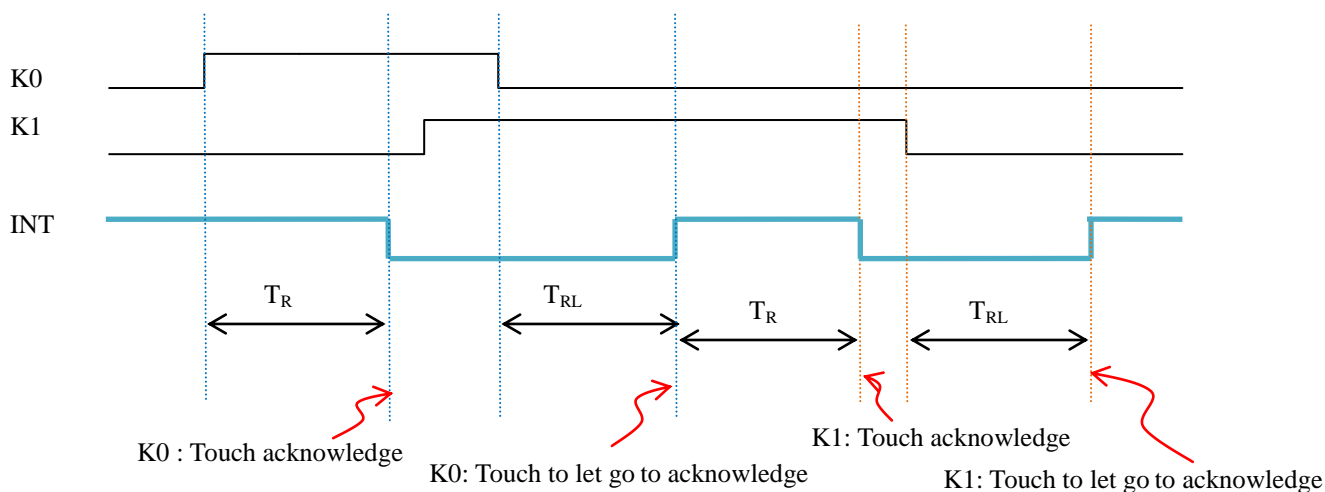 K0
K1
INT
TR
TRL
TR
TRL
K0 : Touch acknowledge
K0: Touch to let go to acknowledge
K1: Touch acknowledge
K1: Touch to let go to acknowledge